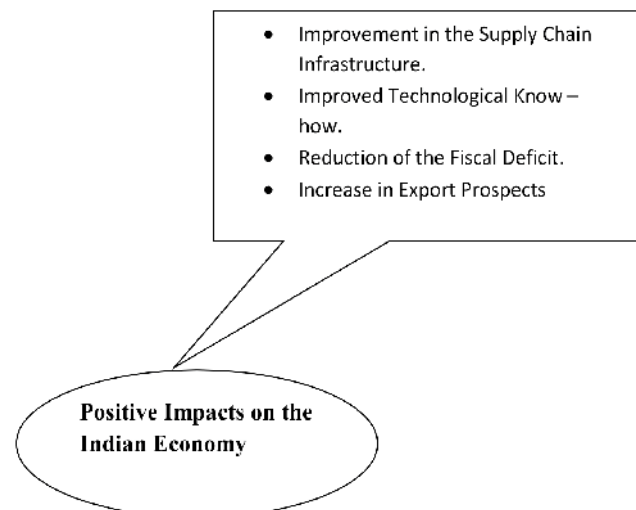 • Improvement in the Supply Chain
Infrastructure.
• Improved Technological Know –
how.
• Reduction of the Fiscal Deficit.
• Increase in Export Prospects
Positive Impacts on the
Indian Economy